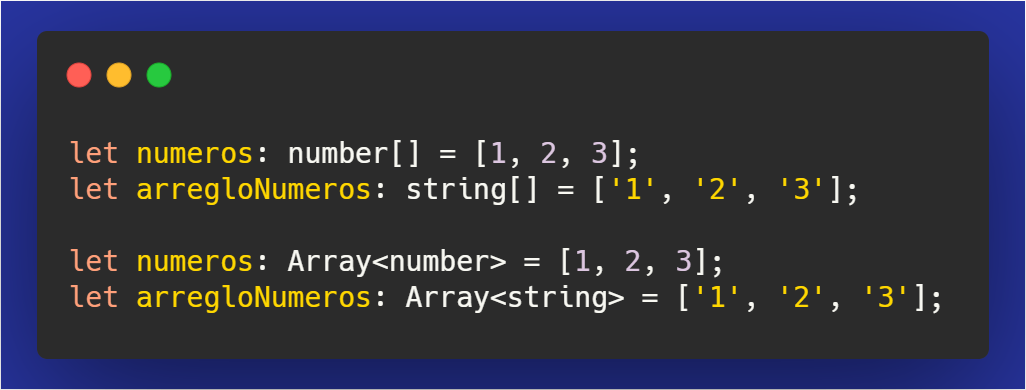 let numeros: number[] = [1, 2, 3];
let arregloNumeros: string[] = ['1', '2', '3'];
let numeros: Array<number> = [1, 2, 3];
let arregloNumeros: Array<string> = ['1', '2', '3'];